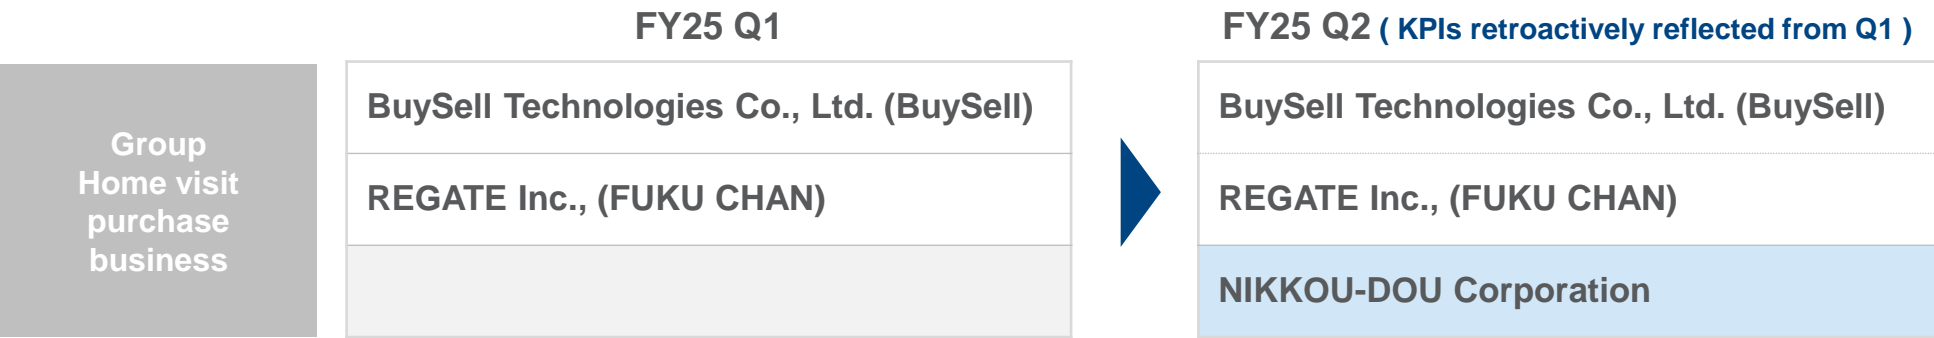 FY25 Q1
FY25 Q2 ( KPIs retroactively reflected from Q1 )
Group
Home visit
purchase
business
BuySell Technologies Co., Ltd. (BuySell)
REGATE Inc., (FUKU CHAN)
BuySell Technologies Co., Ltd. (BuySell)
REGATE Inc., (FUKU CHAN)
NIKKOU-DOU Corporation